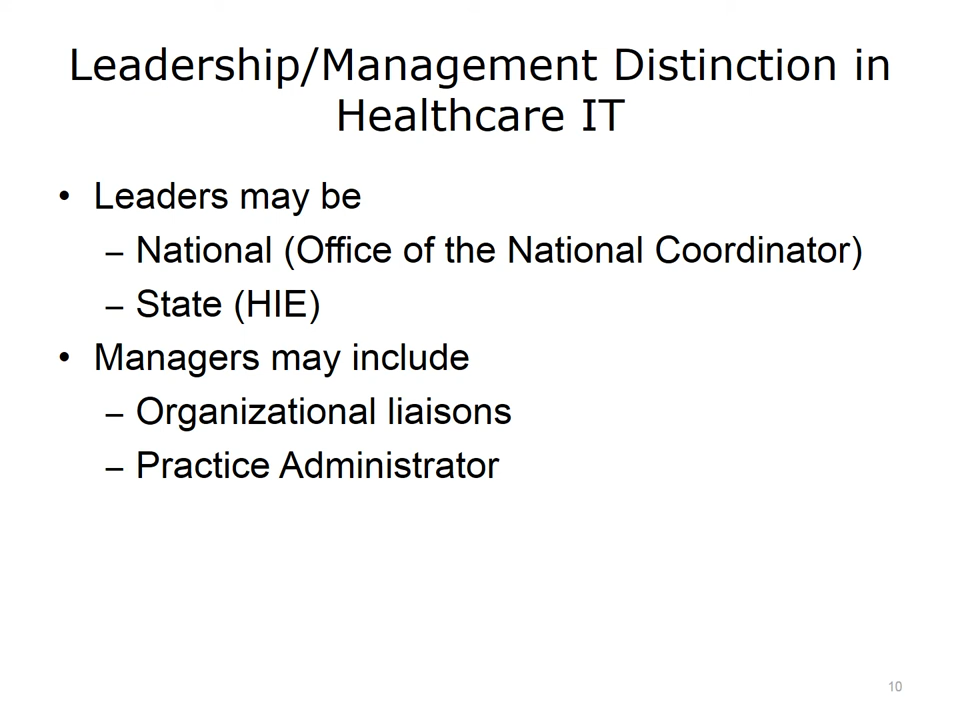 Leadership/Management Distinction in
Healthcare IT
• Leaders may be
– National (Office of the National Coordinator)
– State (HIE)
• Managers may include
– Organizational liaisons
– Practice Administrator
10